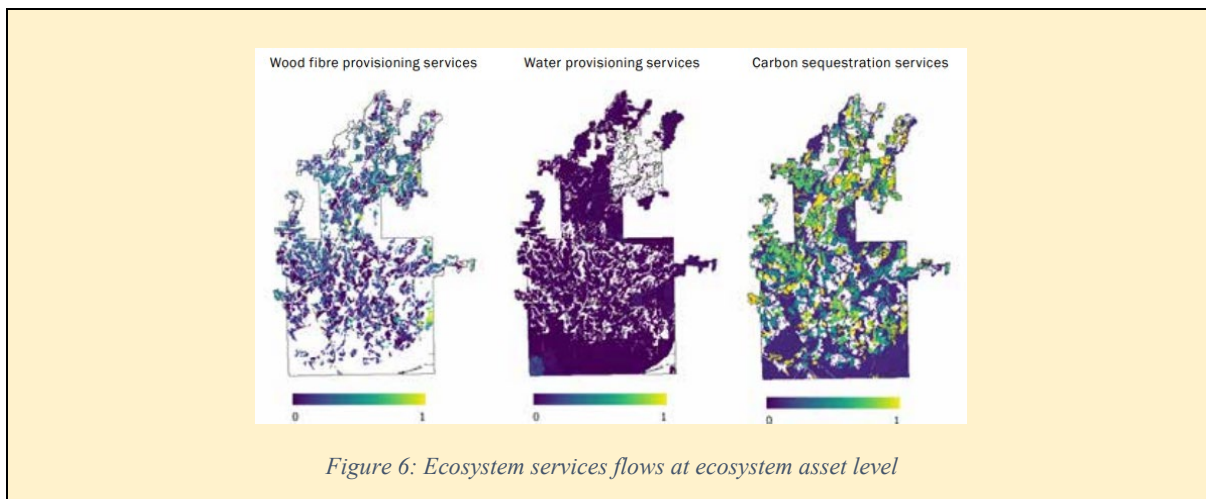 Wood fibre provisioning services Water provisioning services Carbon sequestration services
0 1 0 1 0 1
Figure 6: Ecosystem services flows at ecosystem asset level